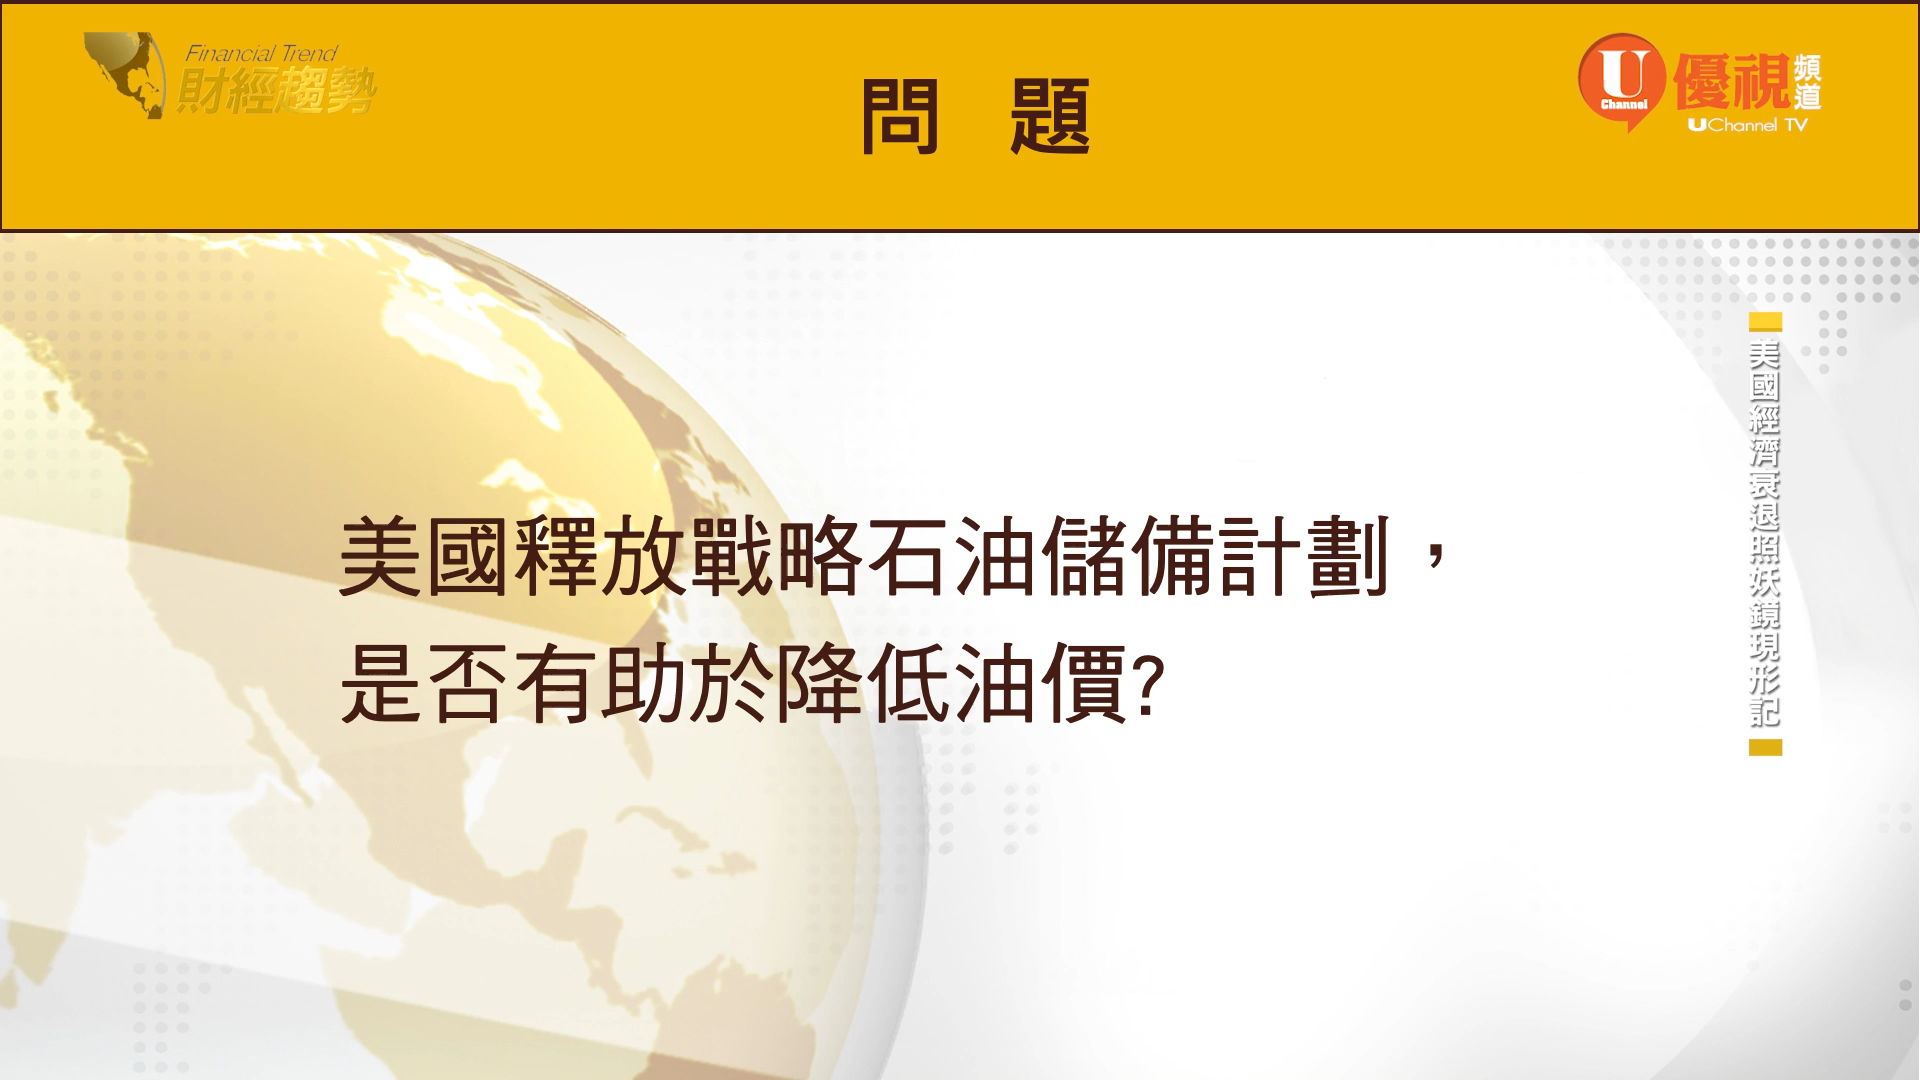 Financial Trend
財經趨勢
問題
U
Channel
優視頻道
UChannel TV
美國釋放戰略石油儲備計劃，
是否有助於降低油價?
美國經濟衰退照妖鏡現形記